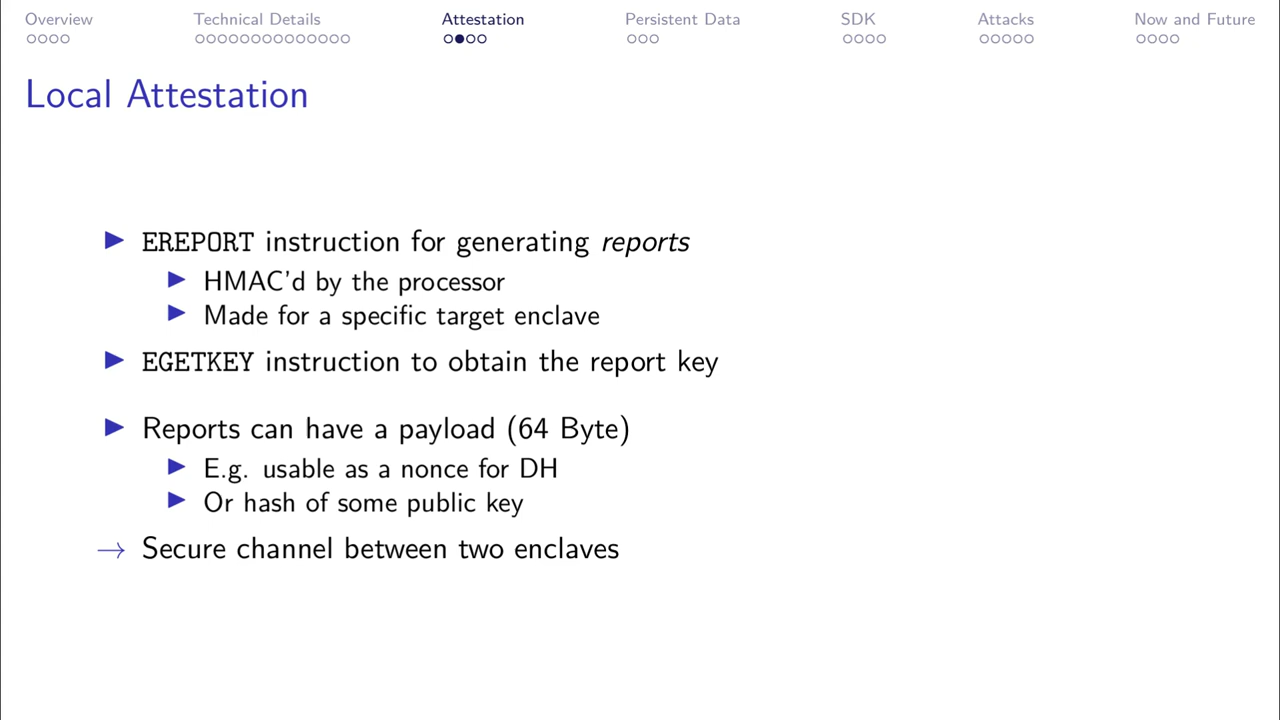 Overview Technical Details Attestation Persistent Data SDK Attacks Now and Future
Local Attestation
EREPORT instruction for generating reports
HMAC'd by the processor
Made for a specific target enclave
EGETKEY instruction to obtain the report key
Reports can have a payload (64 Byte)
E.g. usable as a nonce for DH
Or hash of some public key
→ Secure channel between two enclaves